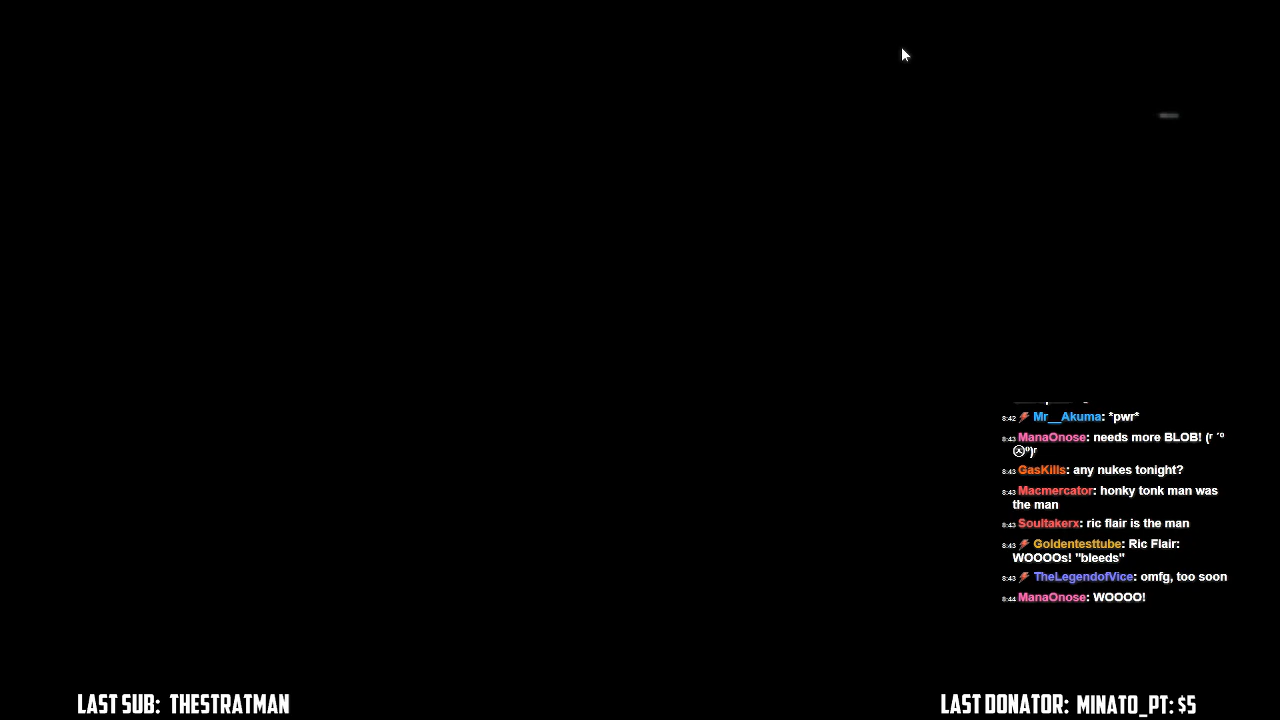 8:42 Mr__Akuma: *pwr*
8:43 ManaOnose: needs more BLOB!
8:43 GasKills: any nukes tonight?
8:43 Macmercator: honky tonk man was
the man
8:43 Soultakerx: ric flair is the man
8:43 Goldentesttube: Ric Flair:
WOOOOs! "bleeds"
8:43 TheLegendofVice: omfg, too soon
8:44 ManaOnose: WOOOO!
LAST SUB: THESTRATMAN
LAST DONATOR: MINATO_PT: $5